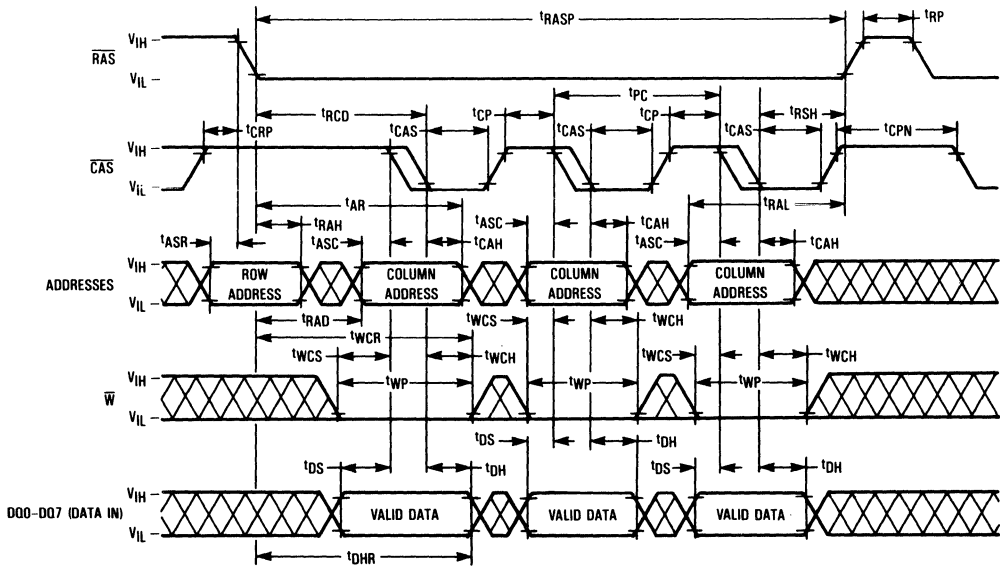 tRASP tRP
VIH
RAS
VIL
tRCD tCP tPC tCP tRSH
tCRP tCAS tCAS tCAS tCPN
VIH
CAS
VIL
tAR tRAL
tRAH tASC tCAH
tASR tASC tCAH tASC tCAH
VIH
ADDRESSES
VIL
ROW ADDRESS
COLUMN ADDRESS
COLUMN ADDRESS
COLUMN ADDRESS
tRAD tWCS tWCH
tWCR
tWCS tWCH tWCS tWCH
VIH
W
VIL
tWP tWP tWP
tDS tDH
tDS tDH tDS tDH
VIH
DQ0-DQ7 (DATA IN) VALID DATA VALID DATA VALID DATA
VIL
tDHR